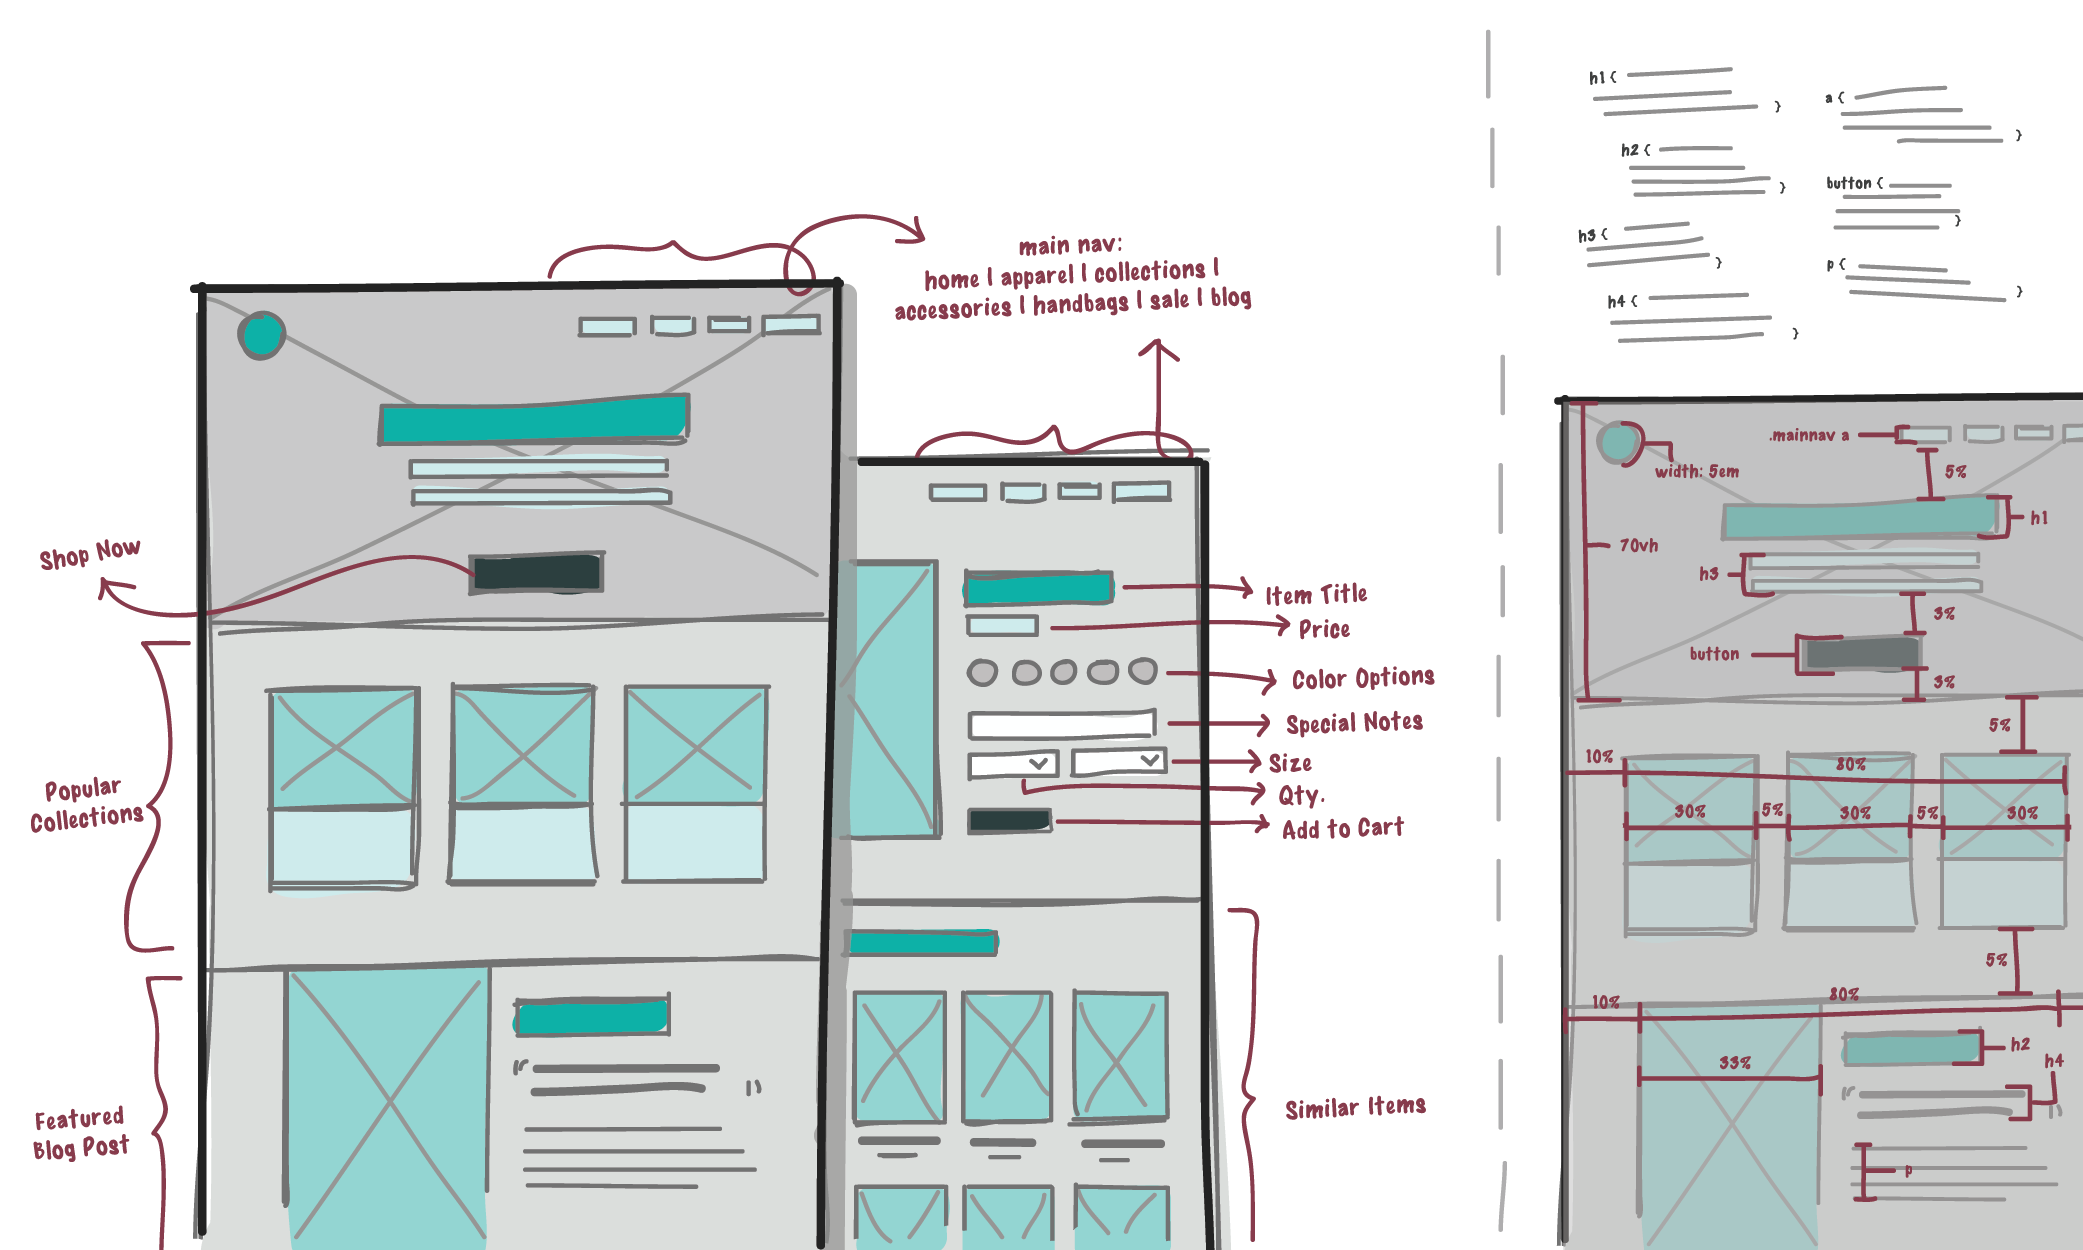 main nav:
home | apparel | collections |
accessories | handbags | sale | blog
Shop Now
Popular
Collections
Featured
Blog Post
Item Title
Price
Color Options
Special Notes
Size
Qty.
Add to Cart
Similar Items
h1 {
}
h2 {
}
h3 {
}
h4 {
}
a {
}
button {
}
p {
}
.mainnav a
width: 5em
5%
h1
70vh
h3
3%
button
3%
5%
10%
80%
30%
5%
30%
5%
30%
5%
10%
80%
33%
h2
h4
p